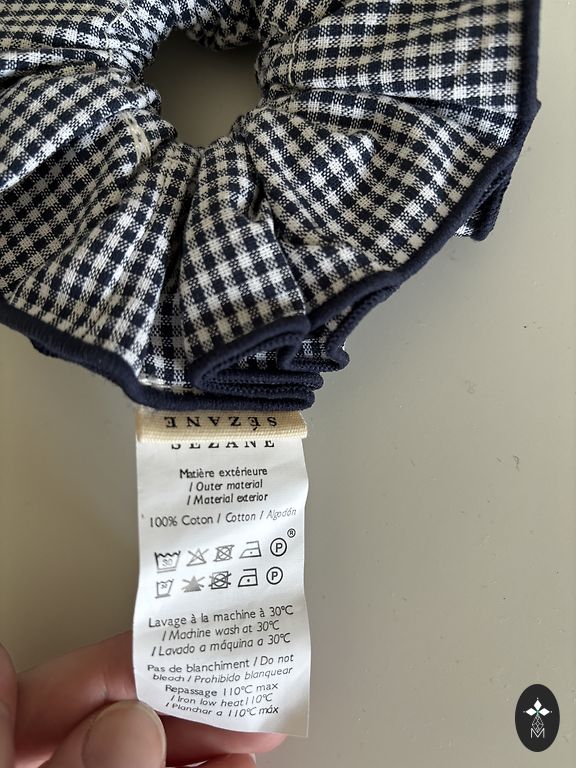 SÉZANE
SEZANE
Matière extérieure
/ Outer material
/ Material exterior
100% Coton / Cotton / Algodón
30 P ®
P
Lavage à la machine à 30°C
/ Machine wash at 30°C
/ Lavado a máquina a 30°C
Pas de blanchiment / Do not
bleach / Prohibido blanquear
Repassage 110°C max
/ Iron low heat 110°C
/ Planchar a 110°C máx
M